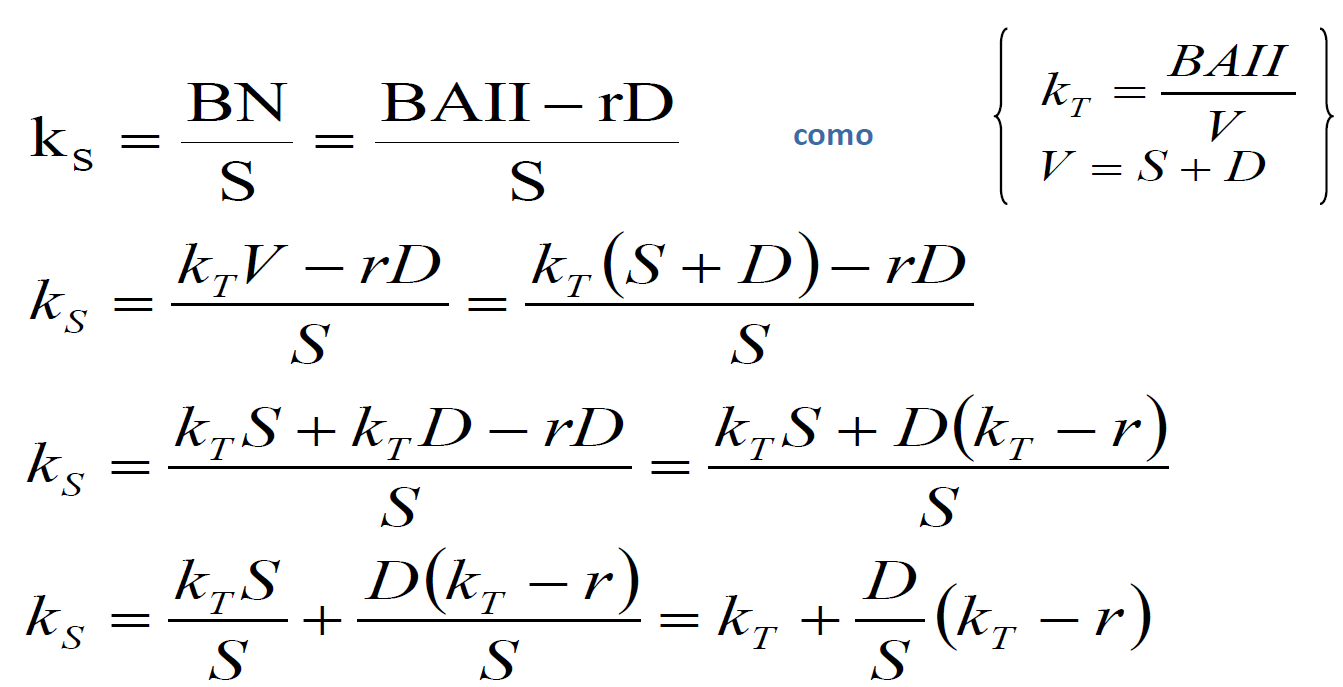 k_s = BN/S = (BAII − rD)/S como { k_T = BAII/V
V = S + D }
k_S = (k_T V − rD)/S = (k_T (S + D) − rD)/S
k_S = (k_T S + k_T D − rD)/S = (k_T S + D(k_T − r))/S
k_S = k_T S/S + D(k_T − r)/S = k_T + D/S (k_T − r)